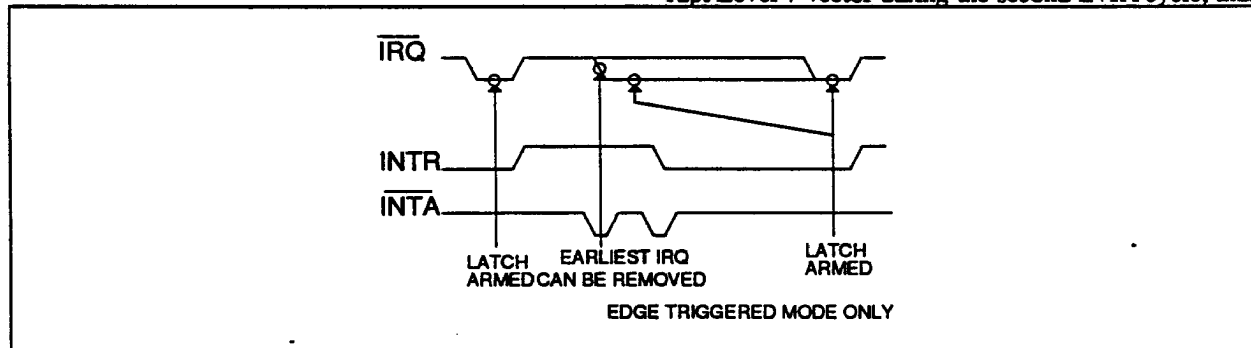 IRQ
INTR
INTA
LATCH
ARMED
EARLIEST IRQ
CAN BE REMOVED
LATCH
ARMED
EDGE TRIGGERED MODE ONLY